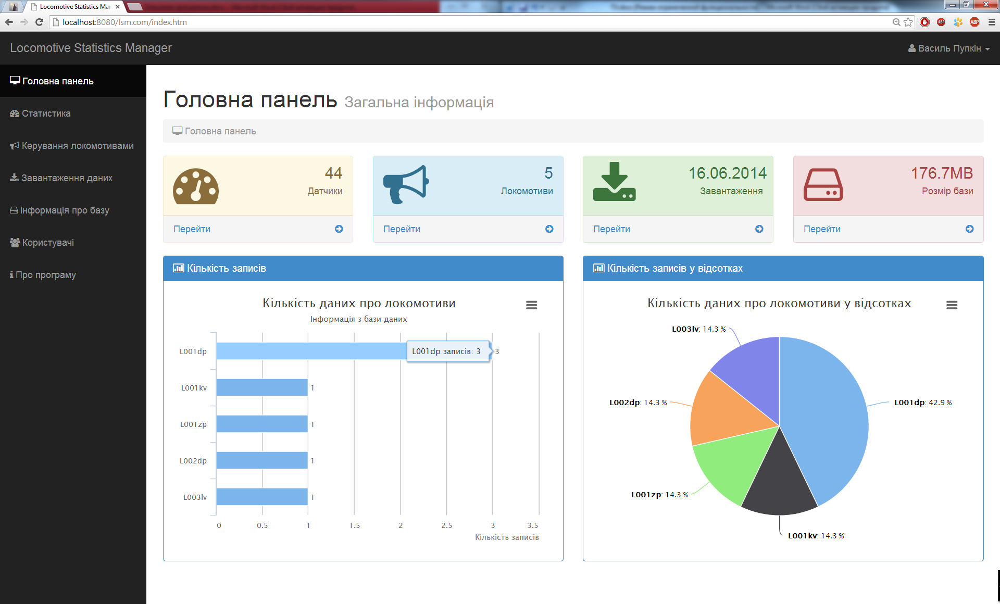 Locomotive Statistics Mar
localhost:8080/lsm.com/index.htm
ABP
ABP
Locomotive Statistics Manager
Василь Пупкін
Головна панель
Статистика
Керування локомотивами
Завантаження даних
Інформація про базу
Користувачі
Про програму
Головна панель Загальна інформація
Головна панель
44
Датчики
Перейти
5
Локомотиви
Перейти
16.06.2014
Завантаження
Перейти
176.7MB
Розмір бази
Перейти
Кількість записів
Кількість даних про локомотиви
Інформація з бази даних
L001dp
L001dp записів: 3
3
L001kv
1
L001zp
1
L002dp
1
L003lv
1
0 0.5 1 1.5 2 2.5 3 3.5
Кількість записів
Кількість записів у відсотках
Кількість даних про локомотиви у відсотках
L003lv: 14.3 %
L002dp: 14.3 %
L001dp: 42.9 %
L001zp: 14.3 %
L001kv: 14.3 %